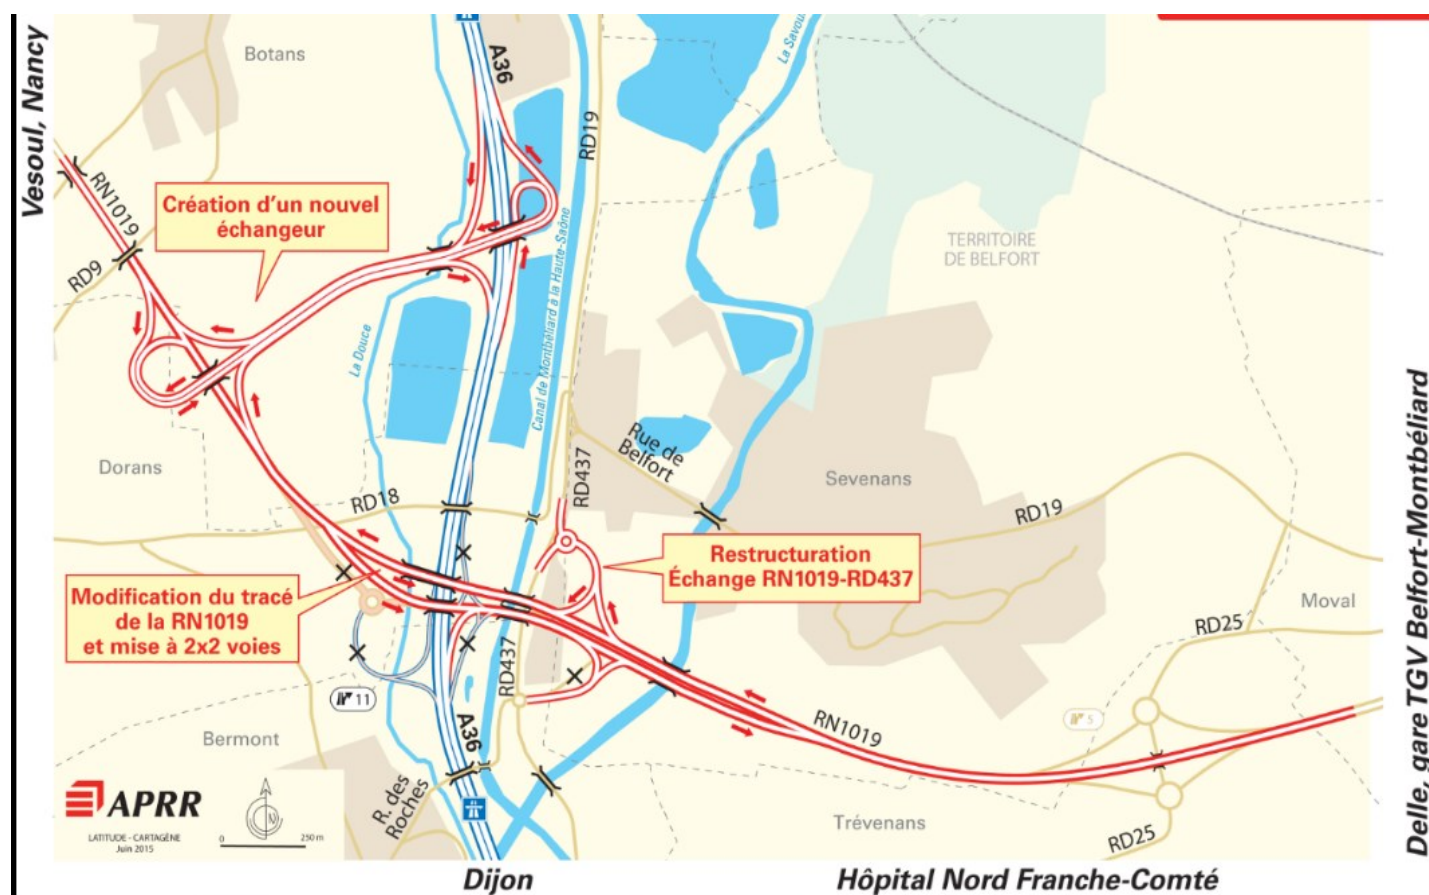 Vesoul, Nancy
Botans
A36
La Savou
RD19
RN1019
Création d'un nouvel
échangeur
TERRITOIRE
DE BELFORT
RD9
La Douce
Canal de Montbéliard à la Haute-Saône
Rue de
Belfort
Dorans
RD437
Sevenans
RD18
RD19
Restructuration
Échange RN1019-RD437
Modification du tracé
de la RN1019
et mise à 2x2 voies
Moval
RD25
RD437
11
5
RN1019
A36
Bermont
R. des
Roches
APRR
LATITUDE - CARTAGÈNE
Juin 2015
N
0 250 m
Trévenans
RD25
Dijon
Hôpital Nord Franche-Comté
Delle, gare TGV Belfort-Montbéliard